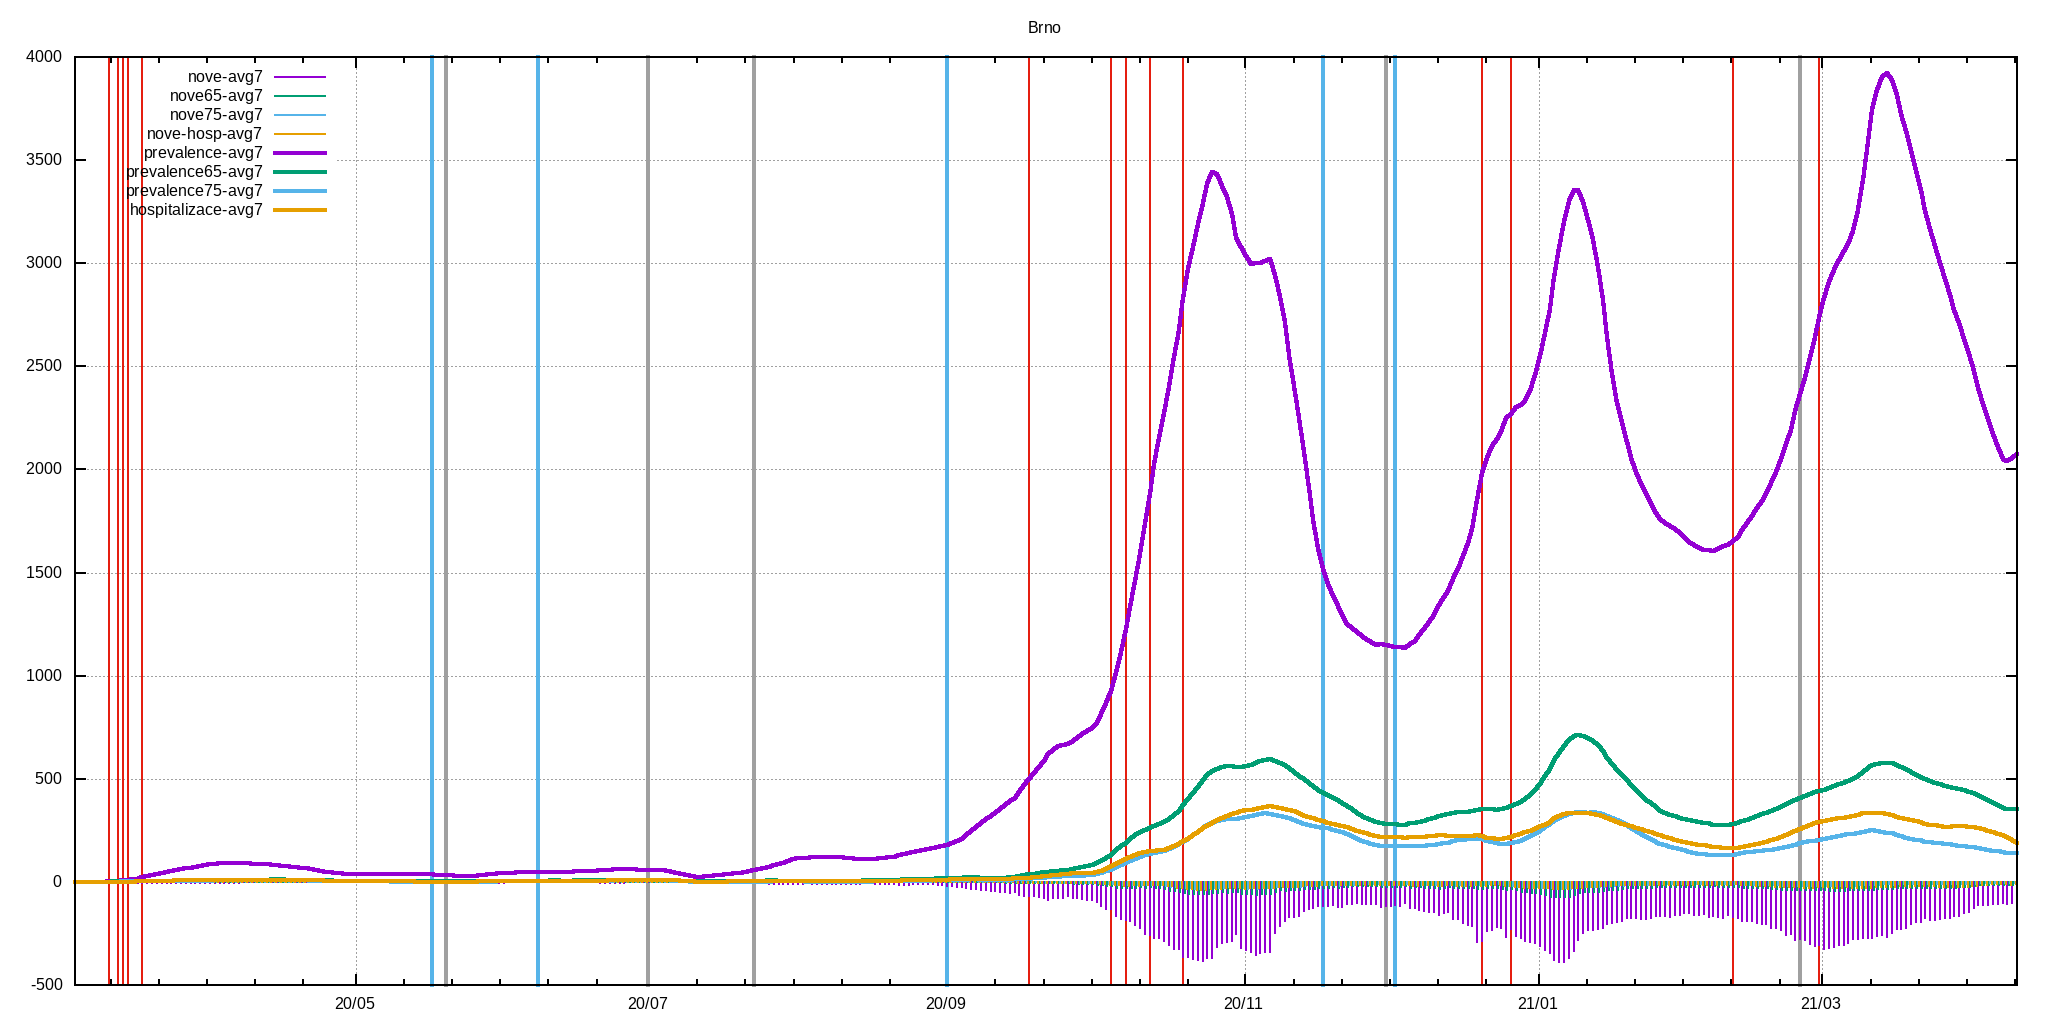 Brno
4000
3500
3000
2500
2000
1500
1000
500
0
-500
nove-avg7
nove65-avg7
nove75-avg7
nove-hosp-avg7
prevalence-avg7
prevalence65-avg7
prevalence75-avg7
hospitalizace-avg7
20/05
20/07
20/09
20/11
21/01
21/03